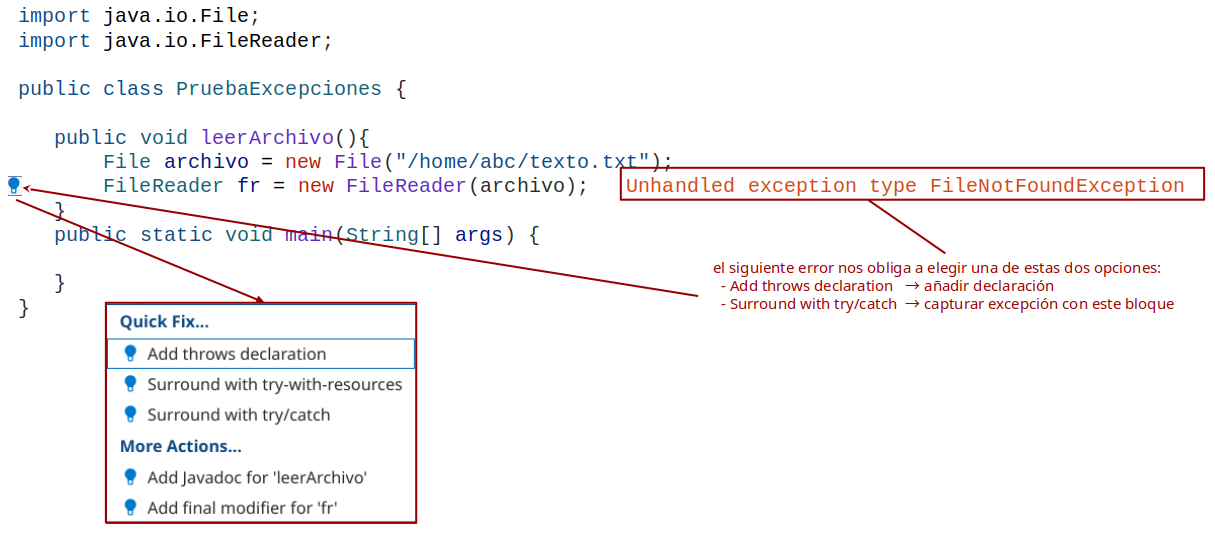 import java.io.File;
import java.io.FileReader;
public class PruebaExcepciones {
public void leerArchivo(){
File archivo = new File("/home/abc/texto.txt");
FileReader fr = new FileReader(archivo); Unhandled exception type FileNotFoundException
}
public static void main(String[] args) {
}
}
el siguiente error nos obliga a elegir una de estas dos opciones:
- Add throws declaration → añadir declaración
- Surround with try/catch → capturar excepción con este bloque
Quick Fix...
Add throws declaration
Surround with try-with-resources
Surround with try/catch
More Actions...
Add Javadoc for 'leerArchivo'
Add final modifier for 'fr'